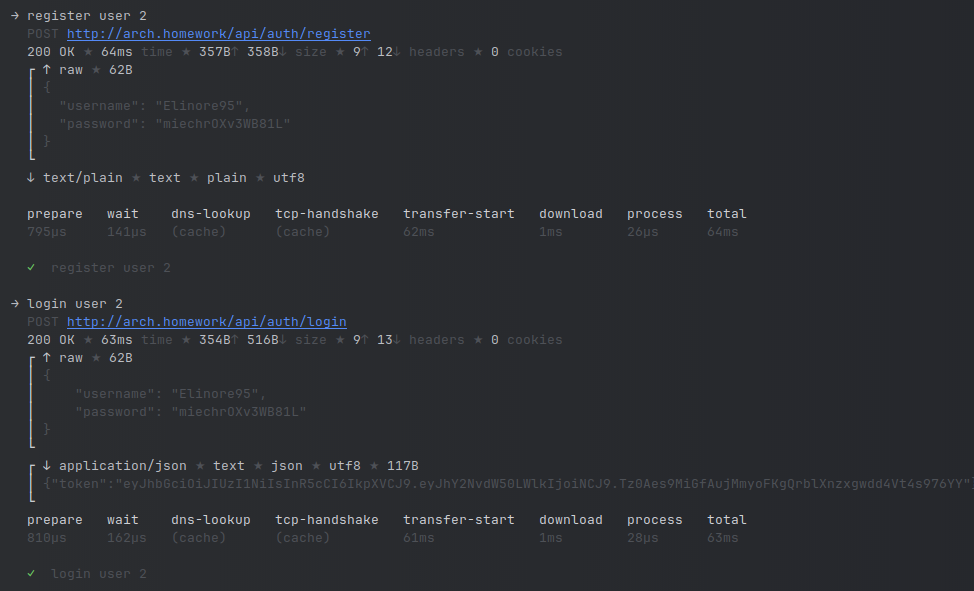 → register user 2
POST http://arch.homework/api/auth/register
200 OK ★ 64ms time ★ 357B↑ 358B↓ size ★ 9↑ 12↓ headers ★ 0 cookies
↑ raw ★ 62B
{
"username": "Elinore95",
"password": "miechrOXv3WB81L"
}
↓ text/plain ★ text ★ plain ★ utf8
prepare wait dns-lookup tcp-handshake transfer-start download process total
795µs 141µs (cache) (cache) 62ms 1ms 26µs 64ms
✓ register user 2
→ login user 2
POST http://arch.homework/api/auth/login
200 OK ★ 63ms time ★ 354B↑ 516B↓ size ★ 9↑ 13↓ headers ★ 0 cookies
↑ raw ★ 62B
{
"username": "Elinore95",
"password": "miechrOXv3WB81L"
}
↓ application/json ★ text ★ json ★ utf8 ★ 117B
{"token":"eyJhbGciOiJIUzI1NiIsInR5cCI6IkpXVCJ9.eyJhY2NvdW50LWlkIjoiNCJ9.Tz0Aes9MiGfAujMmyoFKgQrblXnzxgwdd4Vt4s976YY"}
prepare wait dns-lookup tcp-handshake transfer-start download process total
810µs 162µs (cache) (cache) 61ms 1ms 28µs 63ms
✓ login user 2